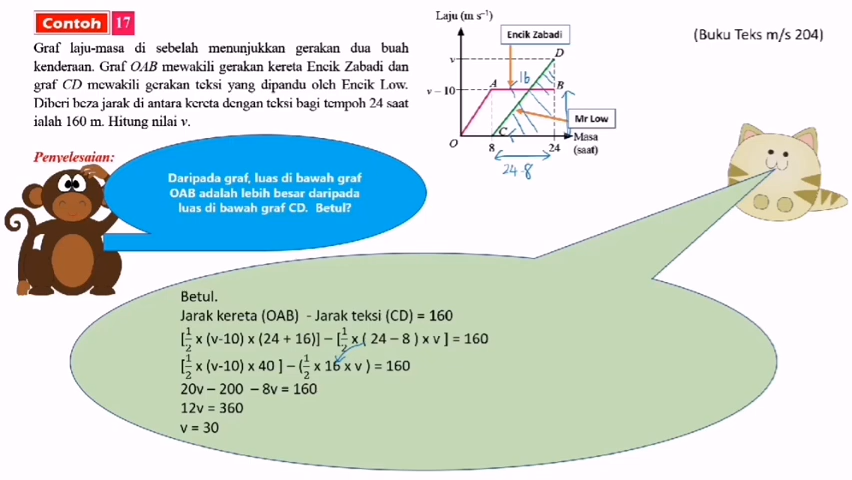 Contoh 17
Graf laju-masa di sebelah menunjukkan gerakan dua buah
kenderaan. Graf OAB mewakili gerakan kereta Encik Zabadi dan
graf CD mewakili gerakan teksi yang dipandu oleh Encik Low.
Diberi beza jarak di antara kereta dengan teksi bagi tempoh 24 saat
ialah 160 m. Hitung nilai v.
Penyelesaian:
Laju (m s⁻¹)
Encik Zabadi
D
v
A
16
B
v − 10
Mr Low
C
O
8
24
Masa
(saat)
24-8
(Buku Teks m/s 204)
Daripada graf, luas di bawah graf
OAB adalah lebih besar daripada
luas di bawah graf CD. Betul?
Betul.
Jarak kereta (OAB) - Jarak teksi (CD) = 160
[½ x (v-10) x (24 + 16)] − [½ x ( 24 − 8 ) x v ] = 160
[½ x (v-10) x 40 ] − (½ x 16 x v ) = 160
20v − 200 − 8v = 160
12v = 360
v = 30